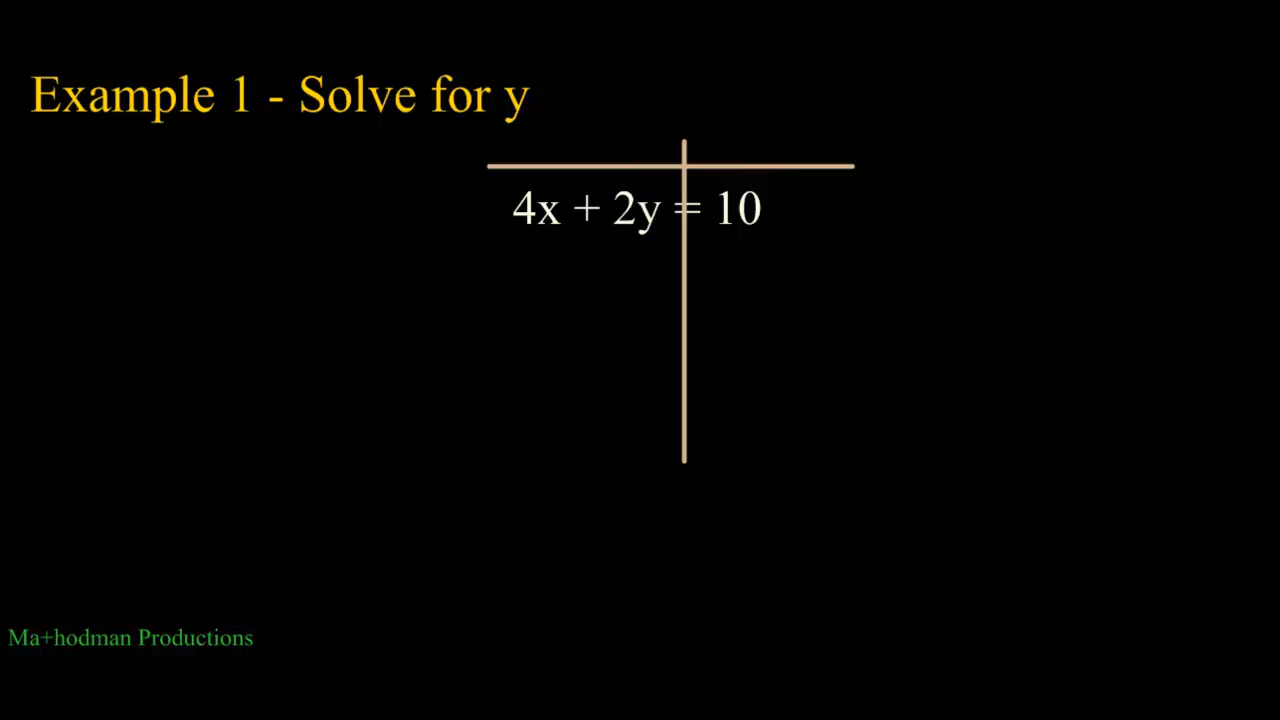 Example 1 - Solve for y
4x + 2y = 10
Ma+hodman Productions